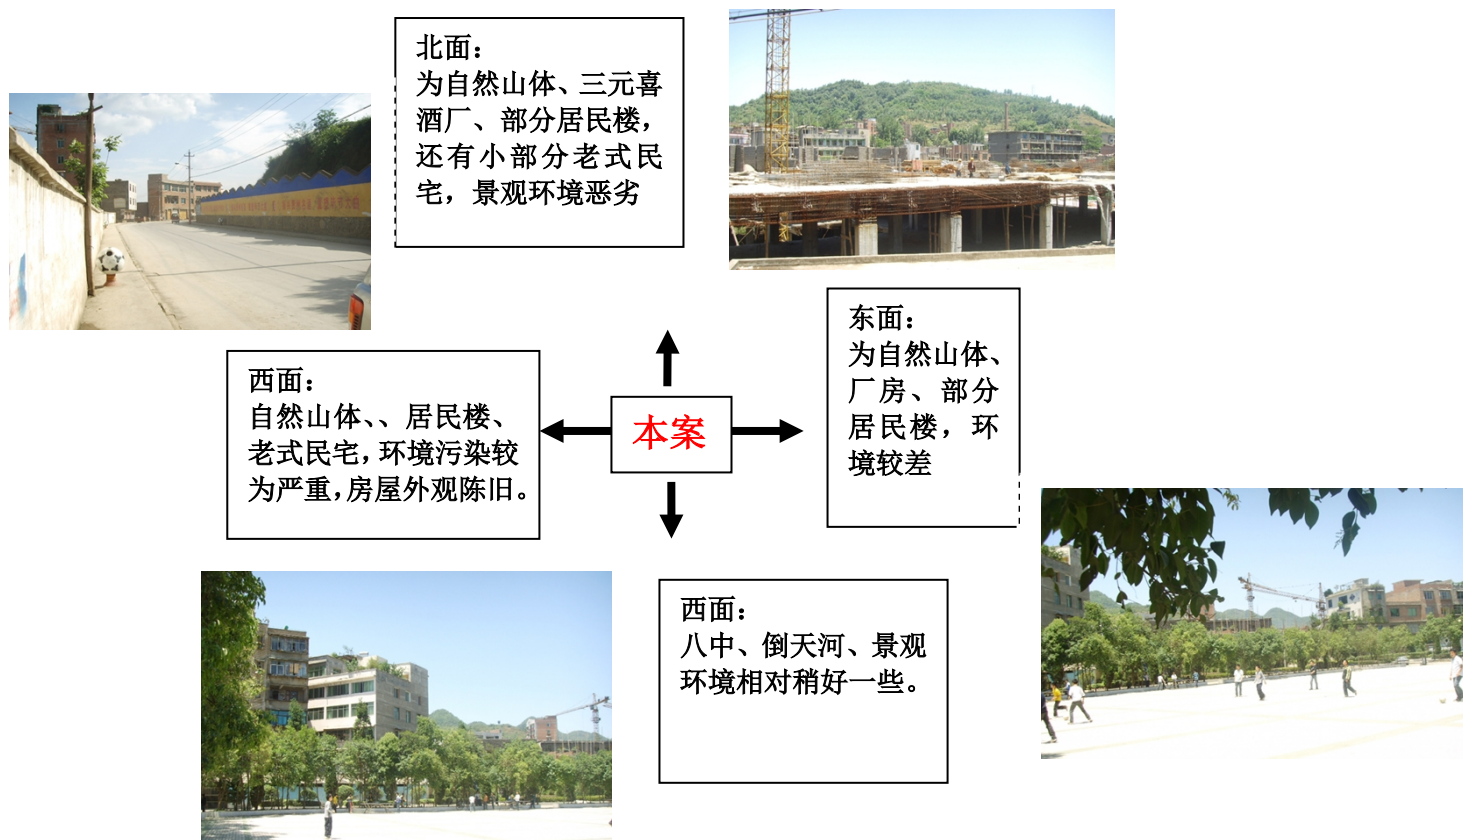 北面：
为自然山体、三元喜
酒厂、部分居民楼，
还有小部分老式民
宅，景观环境恶劣
东面：
为自然山体、
厂房、部分
居民楼，环
境较差
西面：
自然山体、、居民楼、
老式民宅，环境污染较
为严重，房屋外观陈旧。
本案
西面：
八中、倒天河、景观
环境相对稍好一些。